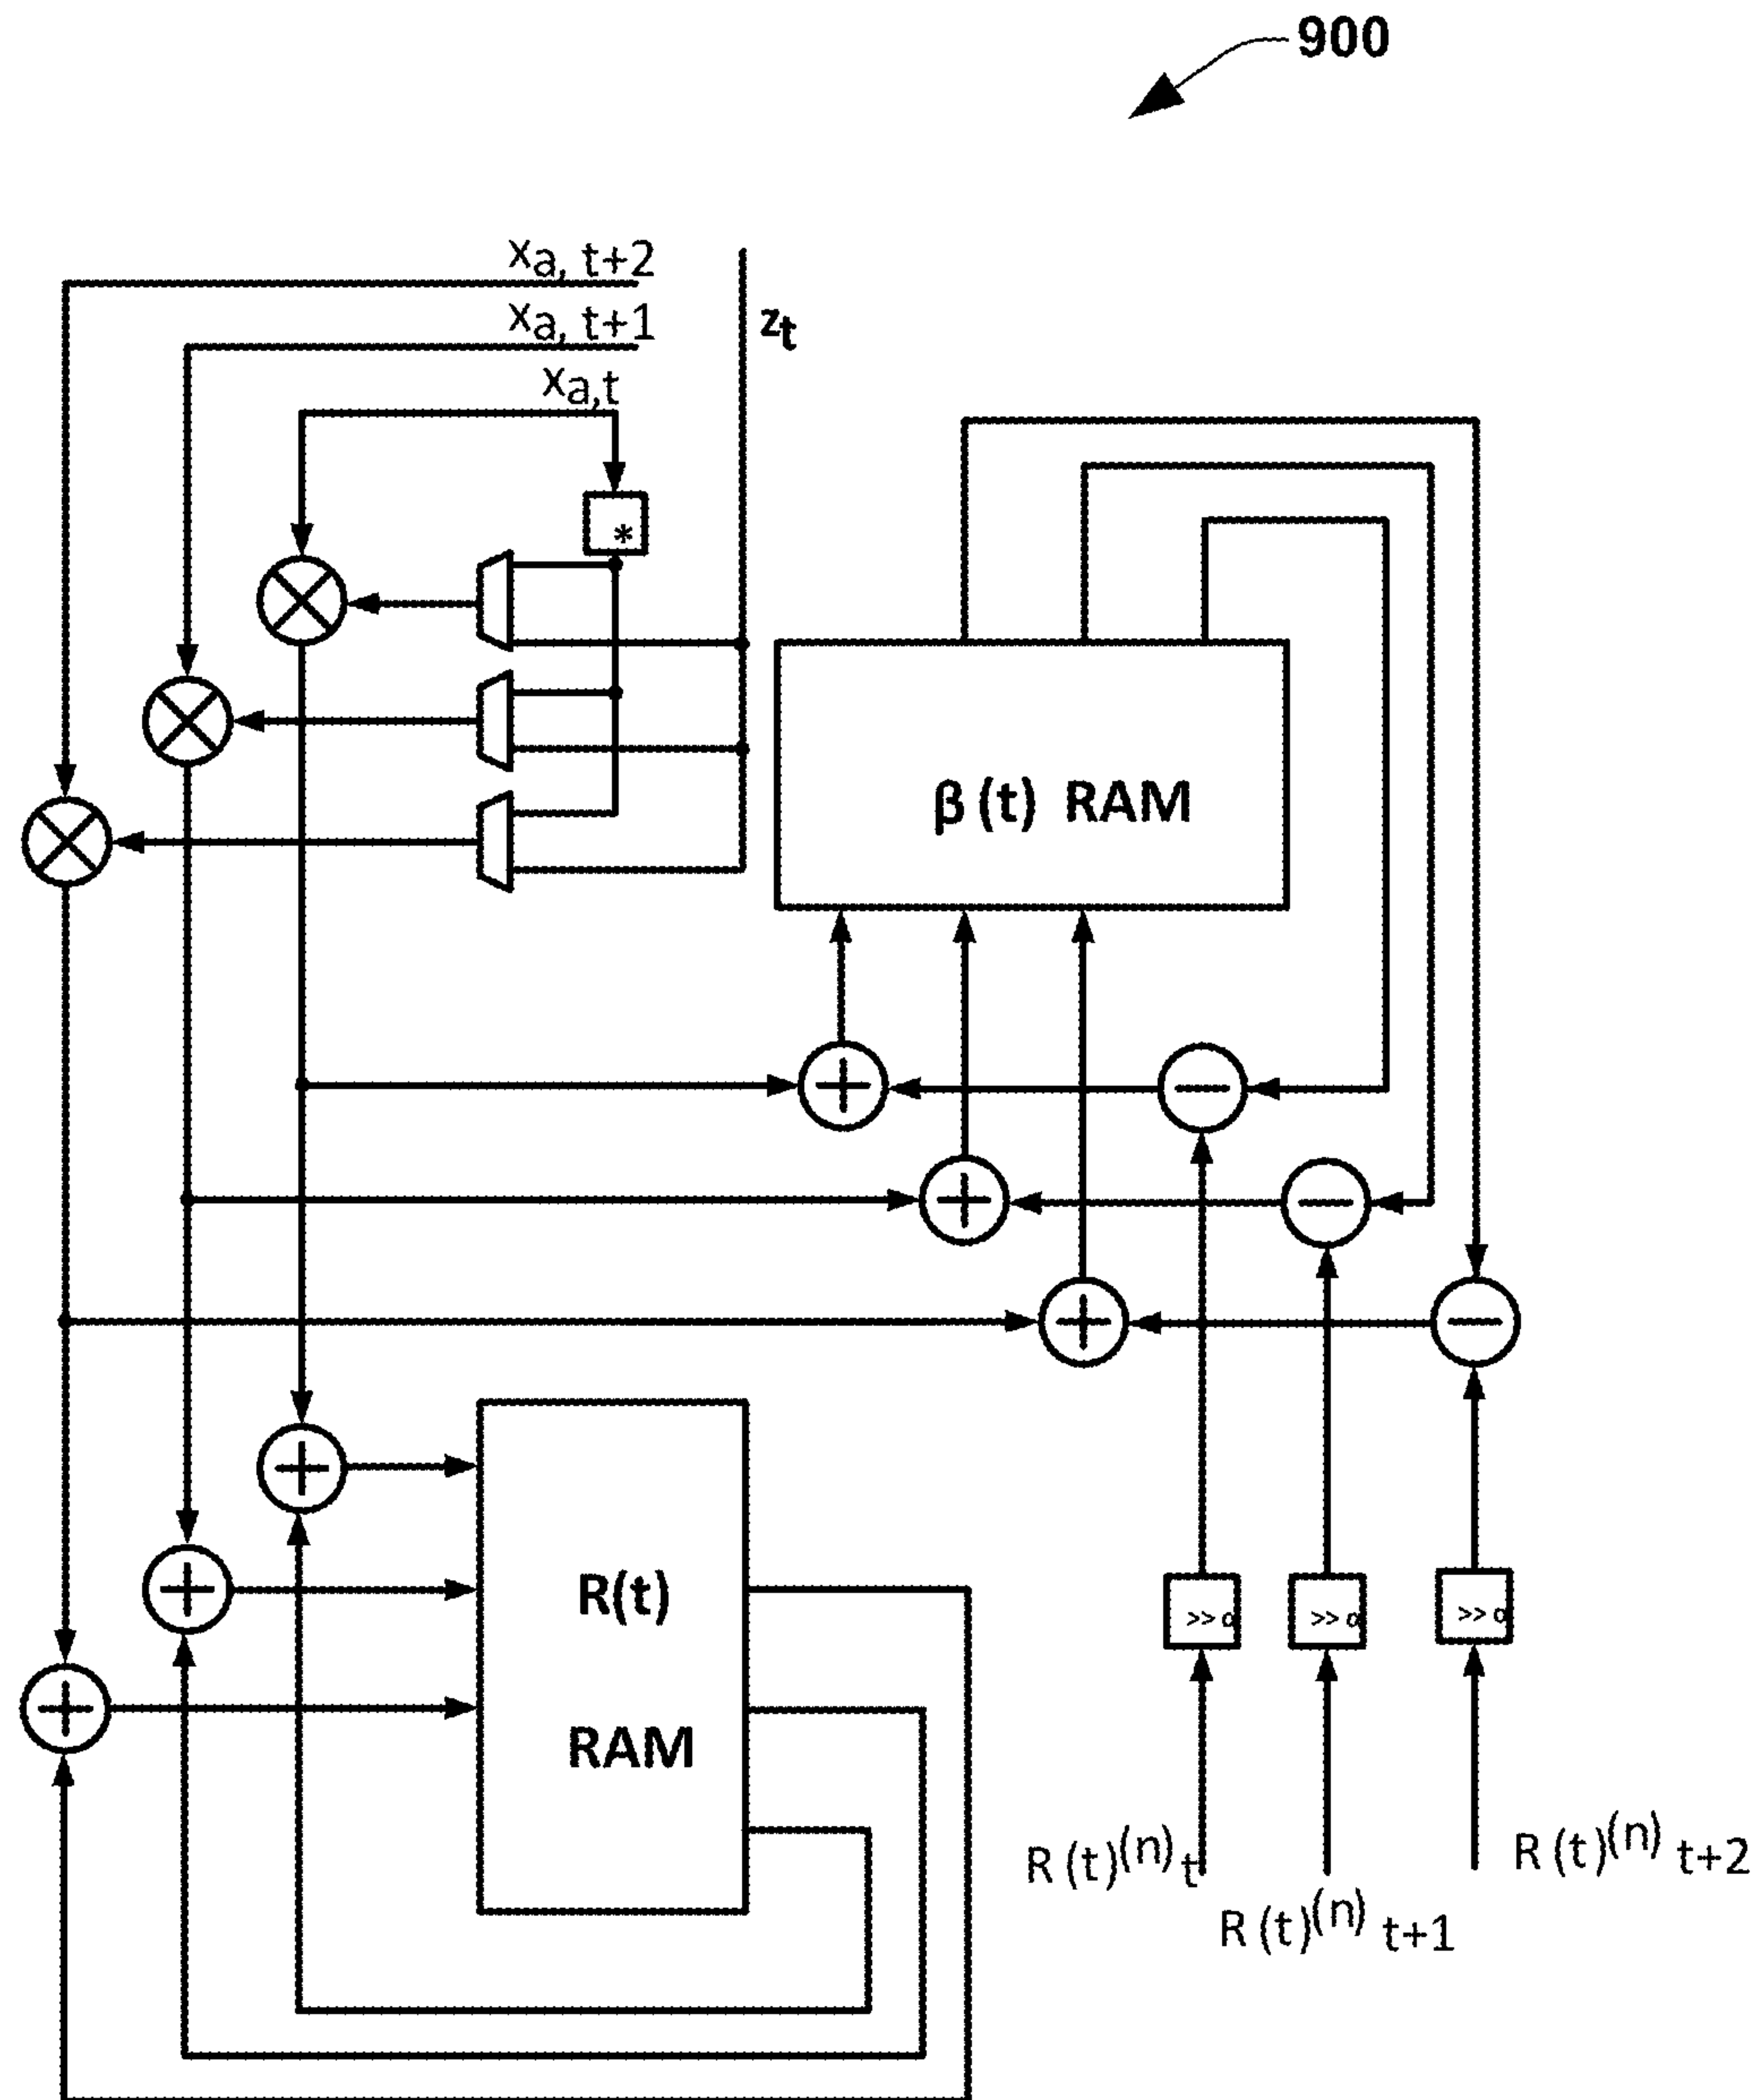 900
xa, t+2
xa, t+1
xa,t
zt
*
β (t) RAM
R(t)
RAM
>> α
>> α
>> α
R (t)(n) t
R (t)(n) t+1
R (t)(n) t+2